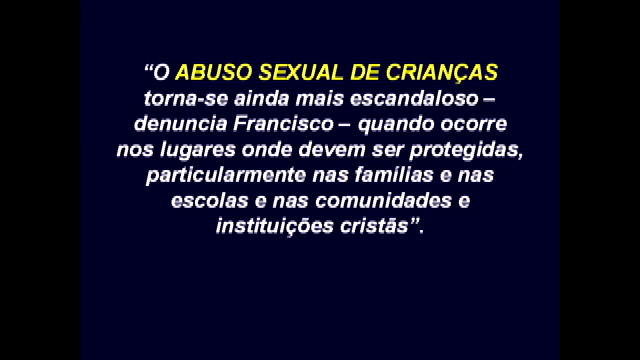 “O ABUSO SEXUAL DE CRIANÇAS
torna-se ainda mais escandaloso –
denuncia Francisco – quando ocorre
nos lugares onde devem ser protegidas,
particularmente nas famílias e nas
escolas e nas comunidades e
instituições cristãs”.